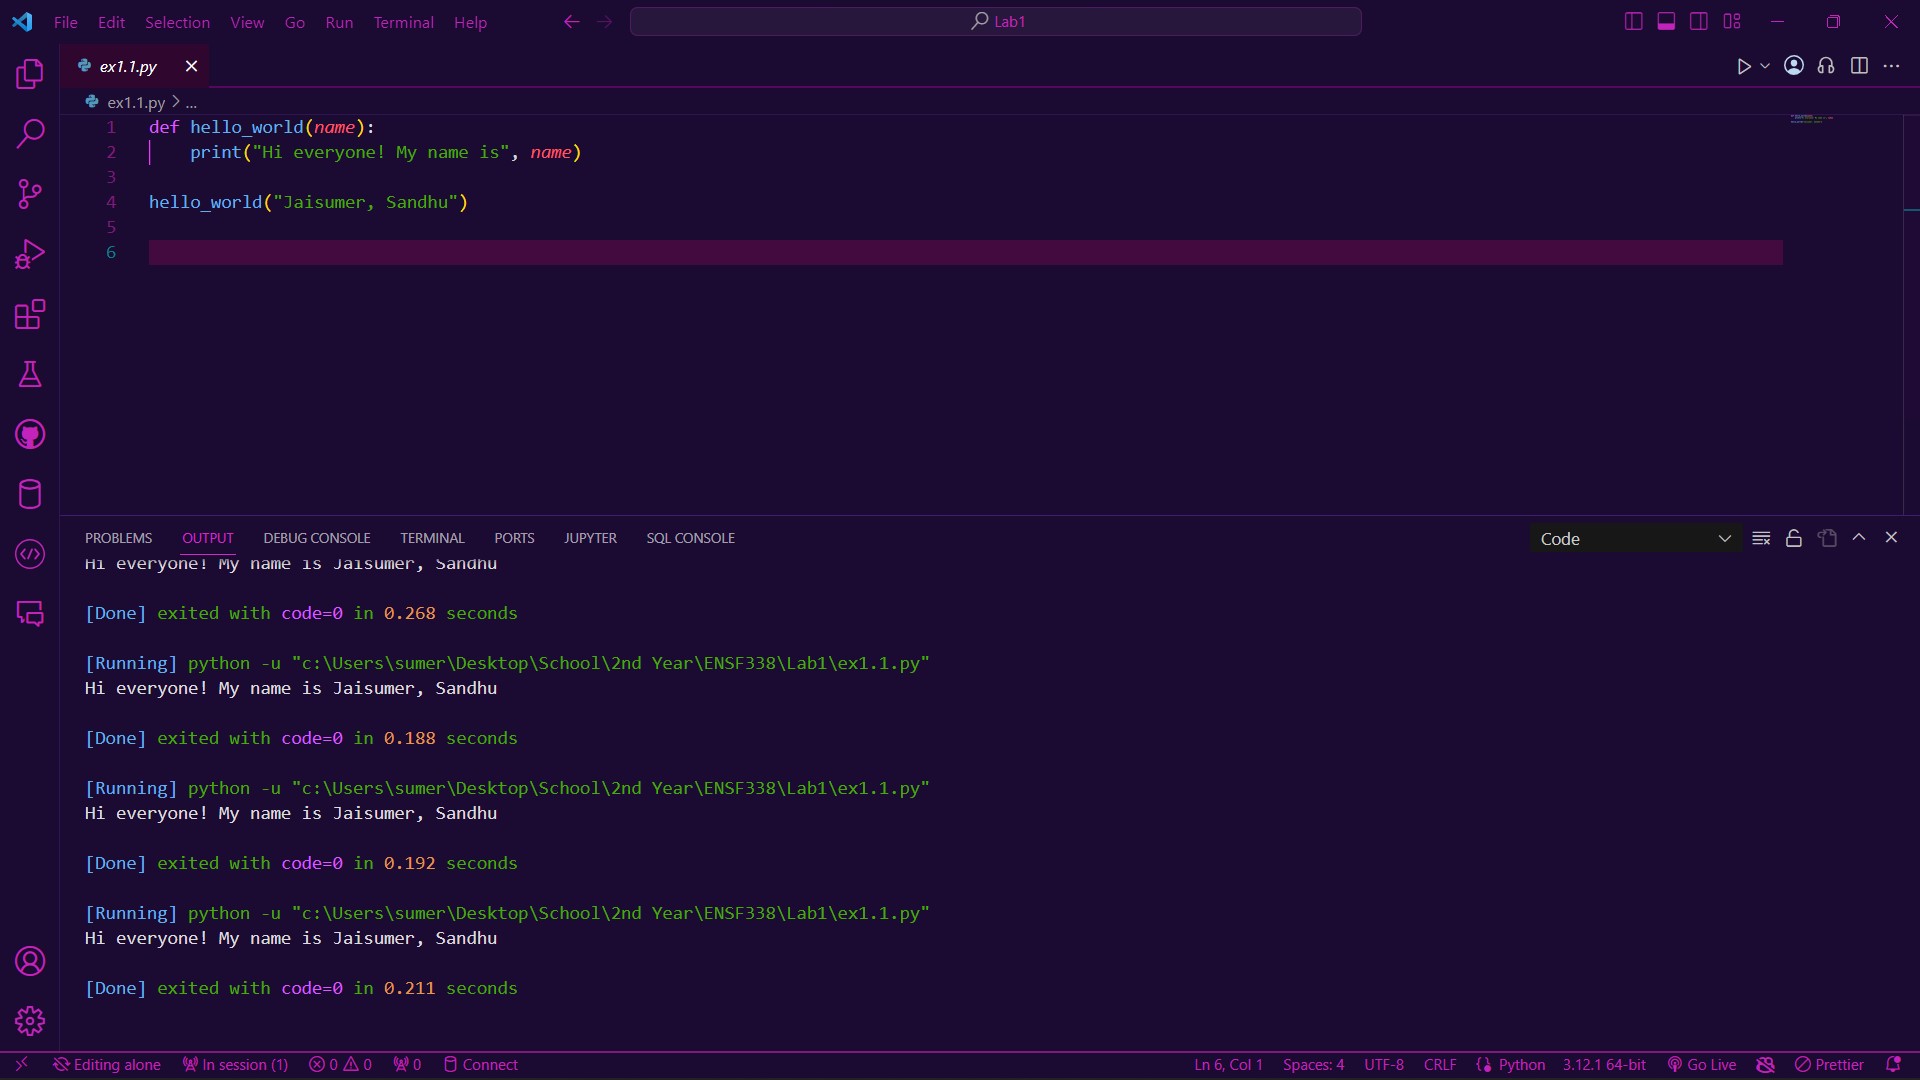 File Edit Selection View Go Run Terminal Help
Lab1
ex1.1.py
ex1.1.py > ...
1 def hello_world(name):
2 print("Hi everyone! My name is", name)
3
4 hello_world("Jaisumer, Sandhu")
5
6
PROBLEMS OUTPUT DEBUG CONSOLE TERMINAL PORTS JUPYTER SQL CONSOLE
Code
Hi everyone! My name is Jaisumer, Sandhu
[Done] exited with code=0 in 0.268 seconds
[Running] python -u "c:\Users\sumer\Desktop\School\2nd Year\ENSF338\Lab1\ex1.1.py"
Hi everyone! My name is Jaisumer, Sandhu
[Done] exited with code=0 in 0.188 seconds
[Running] python -u "c:\Users\sumer\Desktop\School\2nd Year\ENSF338\Lab1\ex1.1.py"
Hi everyone! My name is Jaisumer, Sandhu
[Done] exited with code=0 in 0.192 seconds
[Running] python -u "c:\Users\sumer\Desktop\School\2nd Year\ENSF338\Lab1\ex1.1.py"
Hi everyone! My name is Jaisumer, Sandhu
[Done] exited with code=0 in 0.211 seconds
Editing alone In session (1) 0 0 0 Connect Ln 6, Col 1 Spaces: 4 UTF-8 CRLF Python 3.12.1 64-bit Go Live Prettier